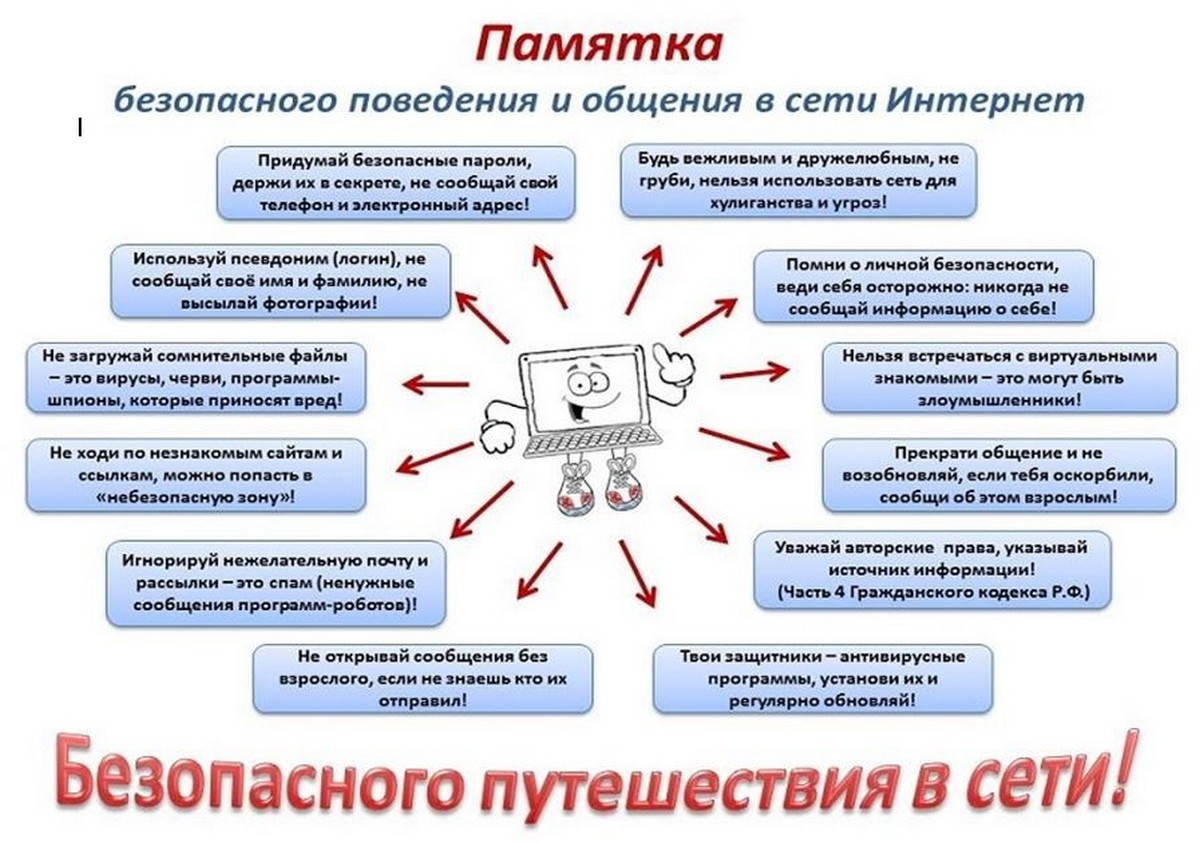 Памятка
безопасного поведения и общения в сети Интернет
Придумай безопасные пароли,
держи их в секрете, не сообщай свой
телефон и электронный адрес!
Будь вежливым и дружелюбным, не
груби, нельзя использовать сеть для
хулиганства и угроз!
Используй псевдоним (логин), не
сообщай своё имя и фамилию, не
высылай фотографии!
Помни о личной безопасности,
веди себя осторожно: никогда не
сообщай информацию о себе!
Не загружай сомнительные файлы
– это вирусы, черви, программы-
шпионы, которые приносят вред!
Нельзя встречаться с виртуальными
знакомыми – это могут быть
злоумышленники!
Не ходи по незнакомым сайтам и
ссылкам, можно попасть в
«небезопасную зону»!
Прекрати общение и не
возобновляй, если тебя оскорбили,
сообщи об этом взрослым!
Игнорируй нежелательную почту и
рассылки – это спам (ненужные
сообщения программ-роботов)!
Уважай авторские права, указывай
источник информации!
(Часть 4 Гражданского кодекса Р.Ф.)
Не открывай сообщения без
взрослого, если не знаешь кто их
отправил!
Твои защитники – антивирусные
программы, установи их и
регулярно обновляй!
Безопасного путешествия в сети!